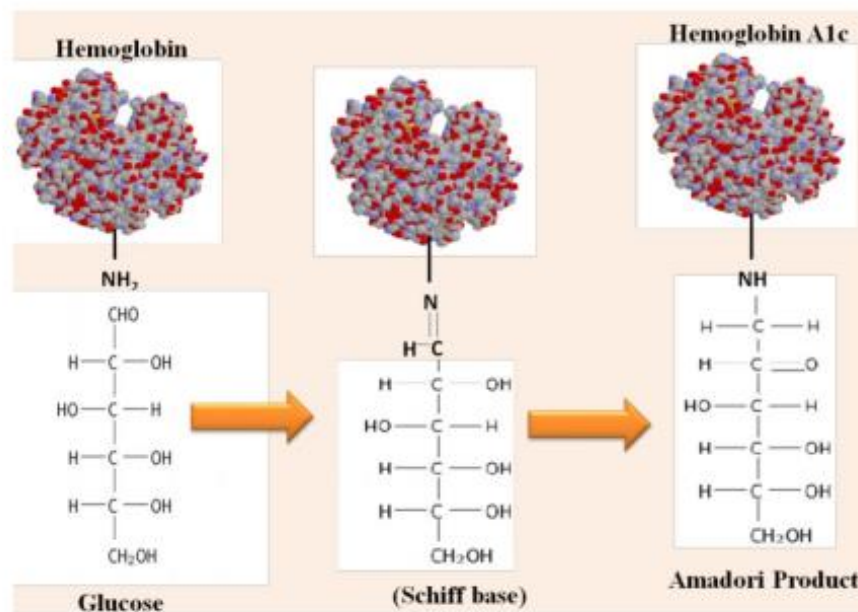 Hemoglobin
Hemoglobin A1c
NH₂
N
NH
CHO
H C OH
HO C H
H C OH
H C OH
CH₂OH
Glucose
H C
H C OH
HO C H
H C OH
H C OH
CH₂OH
(Schiff base)
H C H
H C O
HO C H
H C OH
H C OH
CH₂OH
Amadori Product